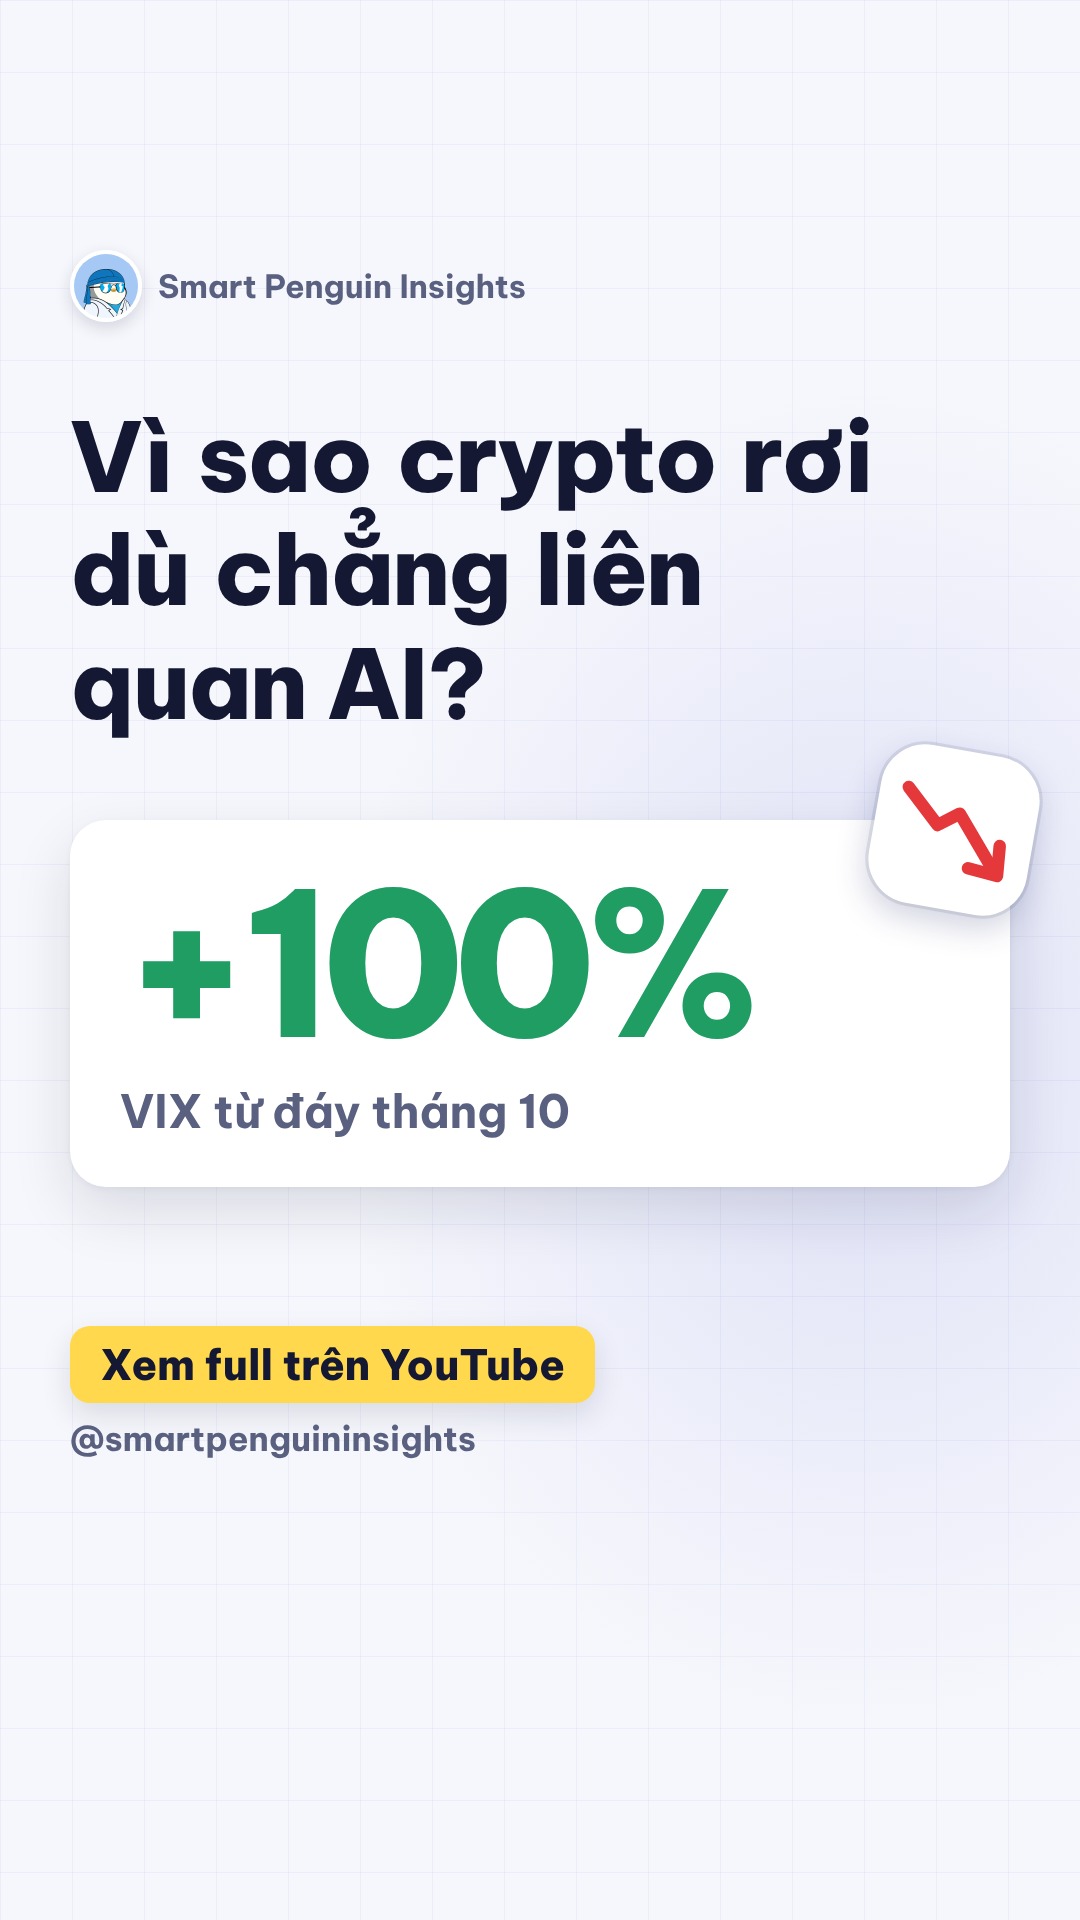 Smart Penguin Insights
Vì sao crypto rơi
dù chẳng liên
quan AI?
+100%
VIX từ đáy tháng 10
Xem full trên YouTube
@smartpenguininsights